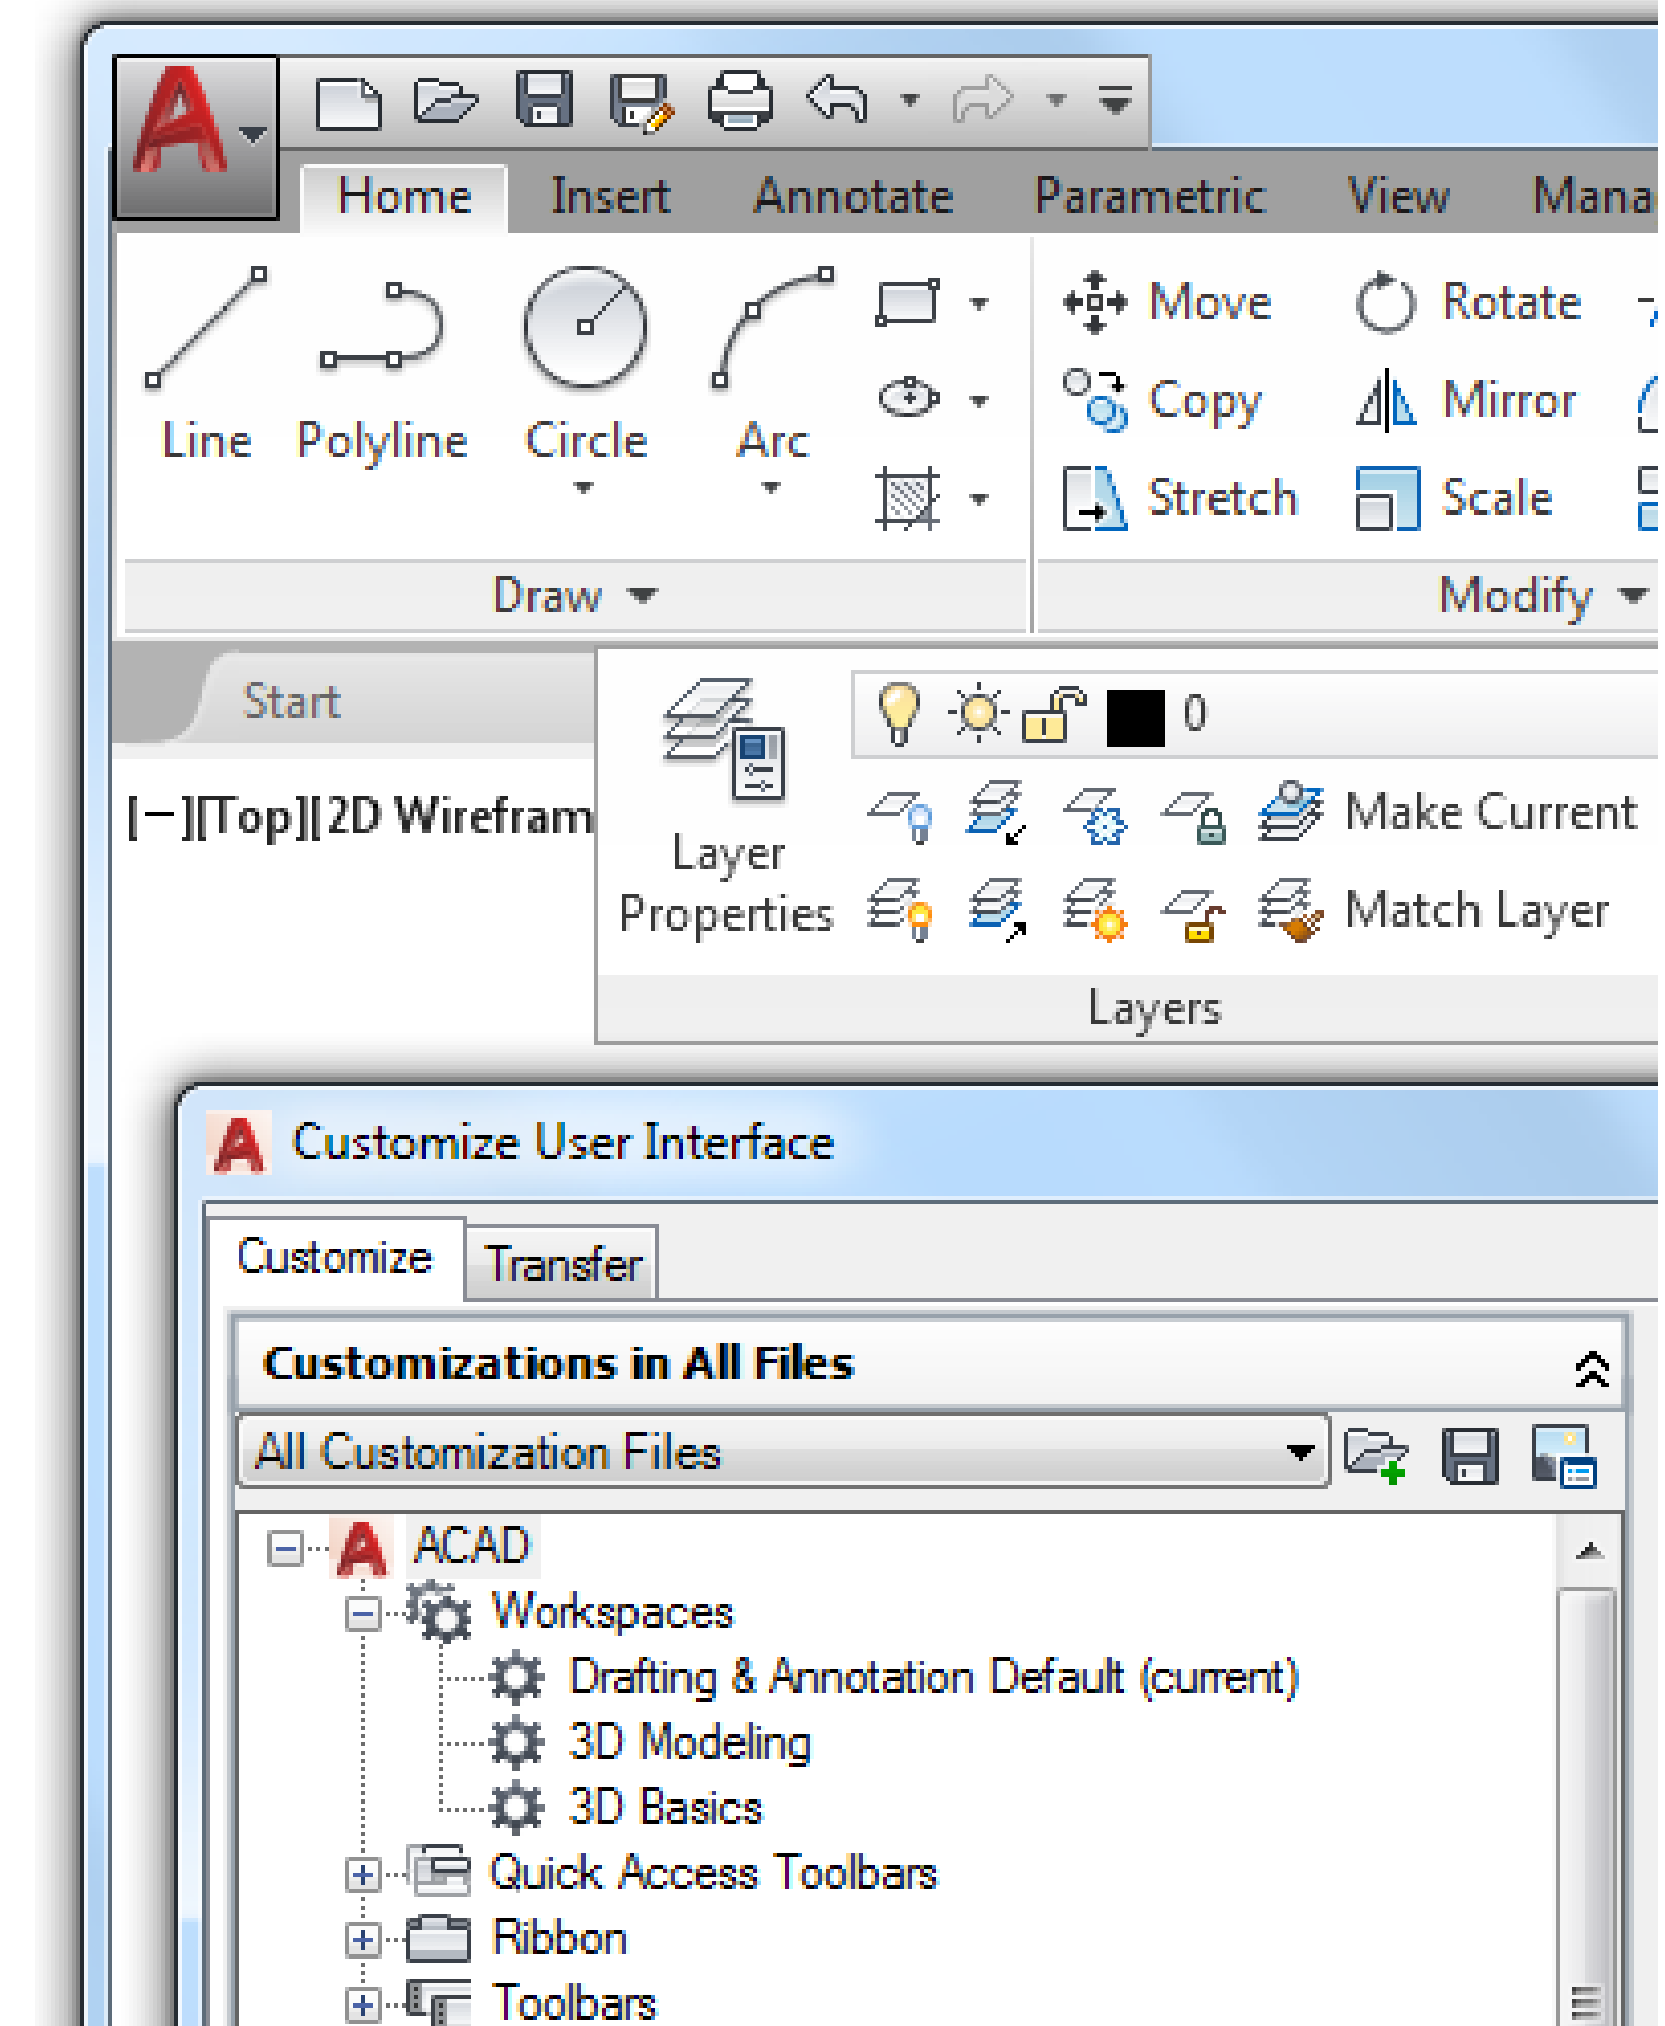 Home Insert Annotate Parametric View
Move Rotate
Copy Mirror
Line Polyline Circle Arc
Stretch Scale
Draw Modify
Start
0
[−][Top][2D Wirefram
Make Current
Layer
Properties
Match Layer
Layers
Customize User Interface
Customize Transfer
Customizations in All Files
All Customization Files
ACAD
Workspaces
Drafting & Annotation Default (current)
3D Modeling
3D Basics
Quick Access Toolbars
Ribbon
Toolbars